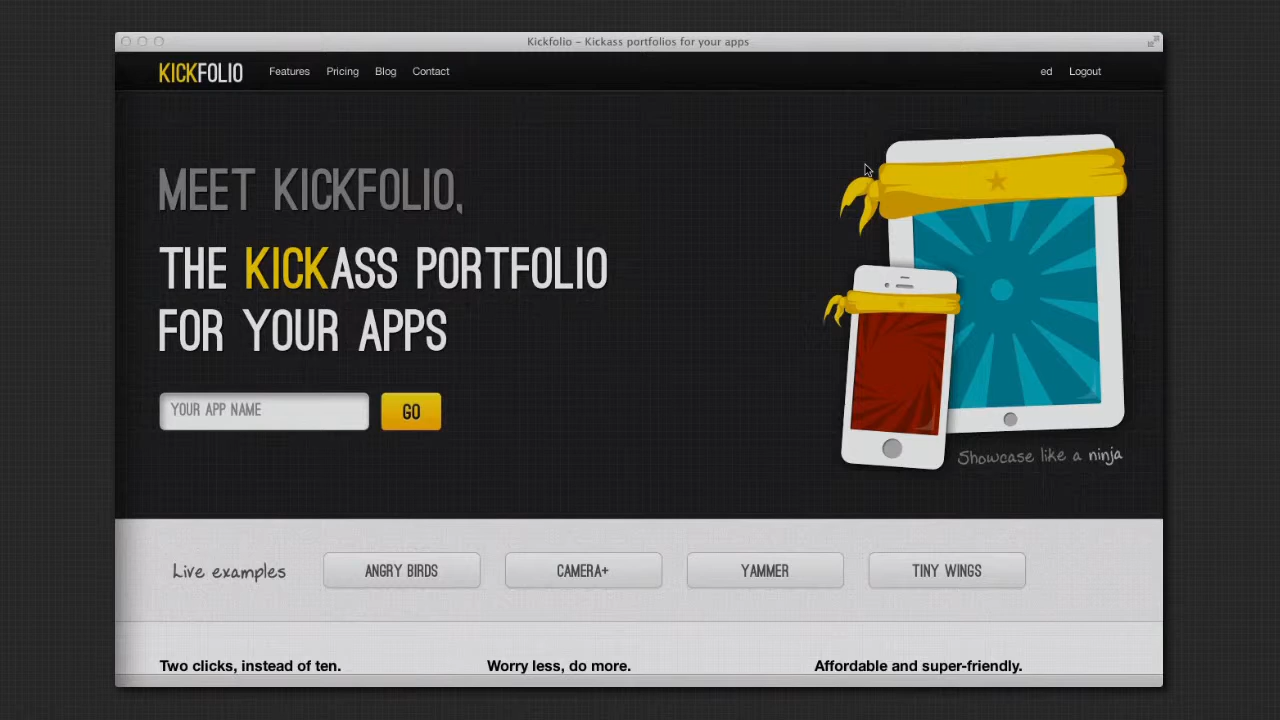 Kickfolio – Kickass portfolios for your apps
KICKFOLIO Features Pricing Blog Contact ed Logout
MEET KICKFOLIO,
THE KICKASS PORTFOLIO
FOR YOUR APPS
YOUR APP NAME GO
Showcase like a ninja
Live examples ANGRY BIRDS CAMERA+ YAMMER TINY WINGS
Two clicks, instead of ten. Worry less, do more. Affordable and super-friendly.